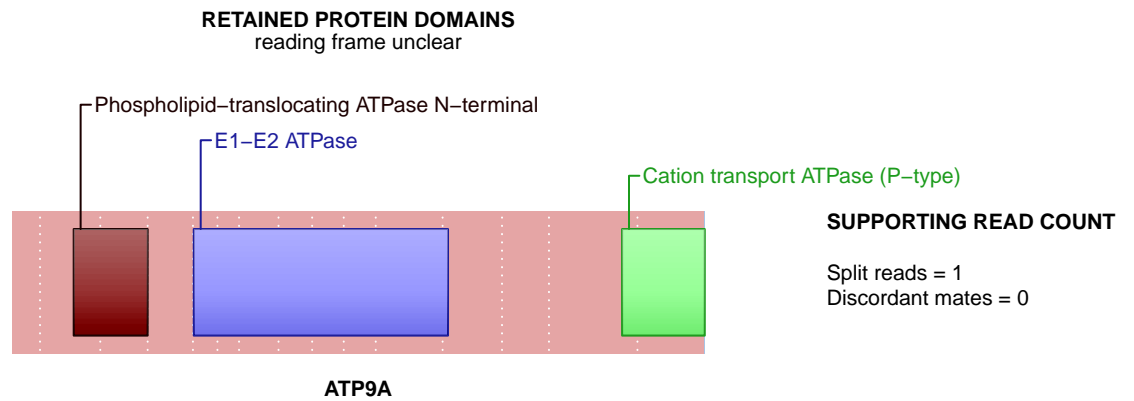 RETAINED PROTEIN DOMAINS
reading frame unclear
Phospholipid−translocating ATPase N−terminal
E1−E2 ATPase
Cation transport ATPase (P−type)
SUPPORTING READ COUNT
Split reads = 1
Discordant mates = 0
ATP9A